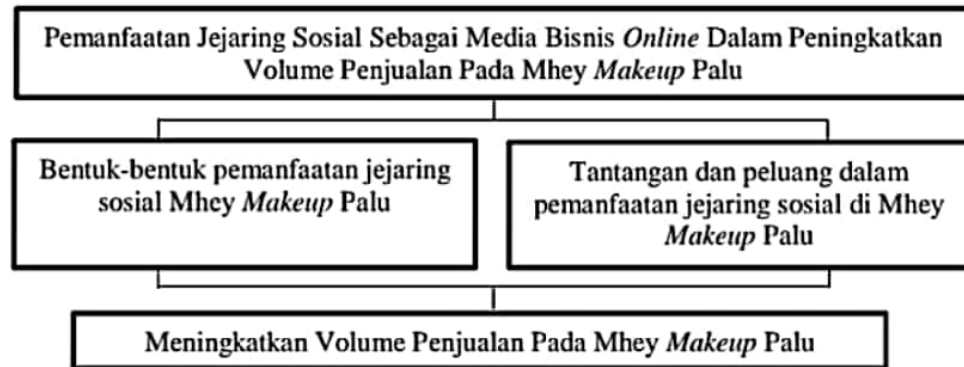 Pemanfaatan Jejaring Sosial Sebagai Media Bisnis Online Dalam Peningkatkan
Volume Penjualan Pada Mhey Makeup Palu
Bentuk-bentuk pemanfaatan jejaring
sosial Mhey Makeup Palu
Tantangan dan peluang dalam
pemanfaatan jejaring sosial di Mhey
Makeup Palu
Meningkatkan Volume Penjualan Pada Mhey Makeup Palu